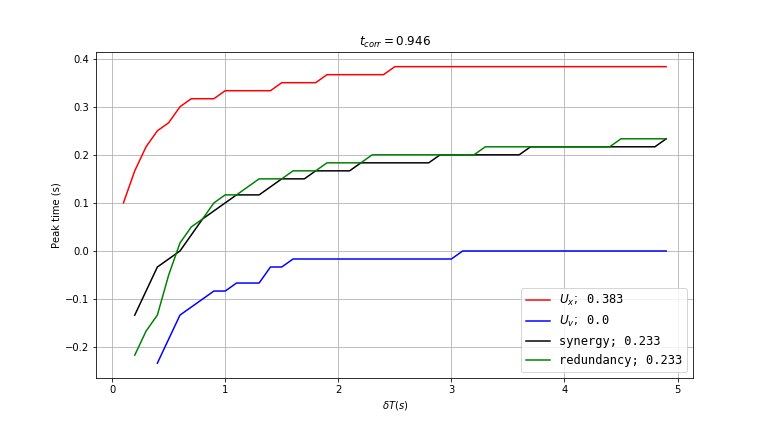 t_corr = 0.946
Peak time (s)
0.4
0.3
0.2
0.1
0.0
−0.1
−0.2
0
1
2
3
4
5
δT(s)
U_x; 0.383
U_v; 0.0
synergy; 0.233
redundancy; 0.233